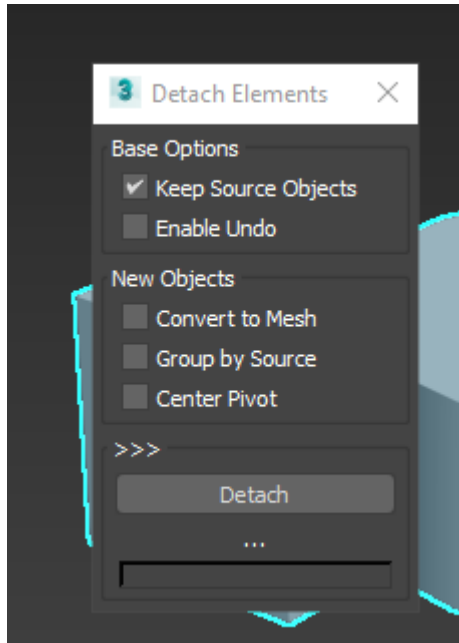 3 Detach Elements
Base Options
Keep Source Objects
Enable Undo
New Objects
Convert to Mesh
Group by Source
Center Pivot
>>>
Detach
...